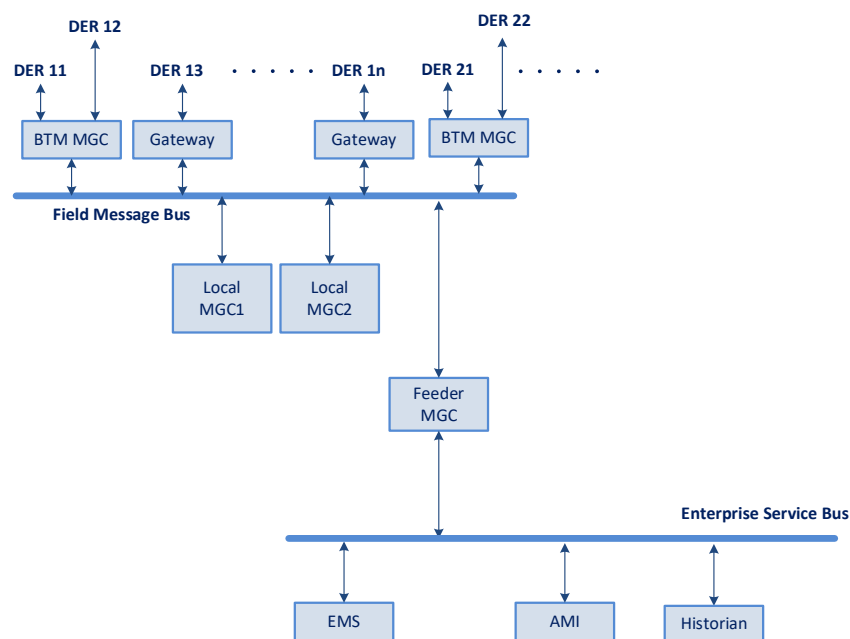 DER 12
DER 22
DER 11
DER 13
. . . . .
DER 1n
DER 21
. . . . .
BTM MGC
Gateway
Gateway
BTM MGC
Field Message Bus
Local
MGC1
Local
MGC2
Feeder
MGC
Enterprise Service Bus
EMS
AMI
Historian